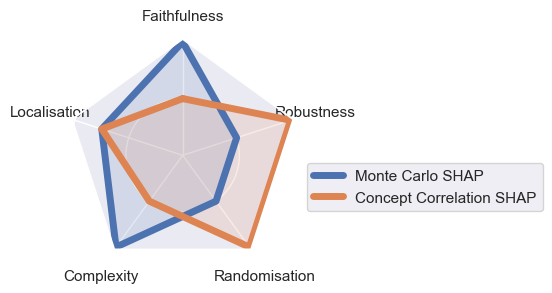 Faithfulness
Localisation
Robustness
Monte Carlo SHAP
Concept Correlation SHAP
Complexity
Randomisation